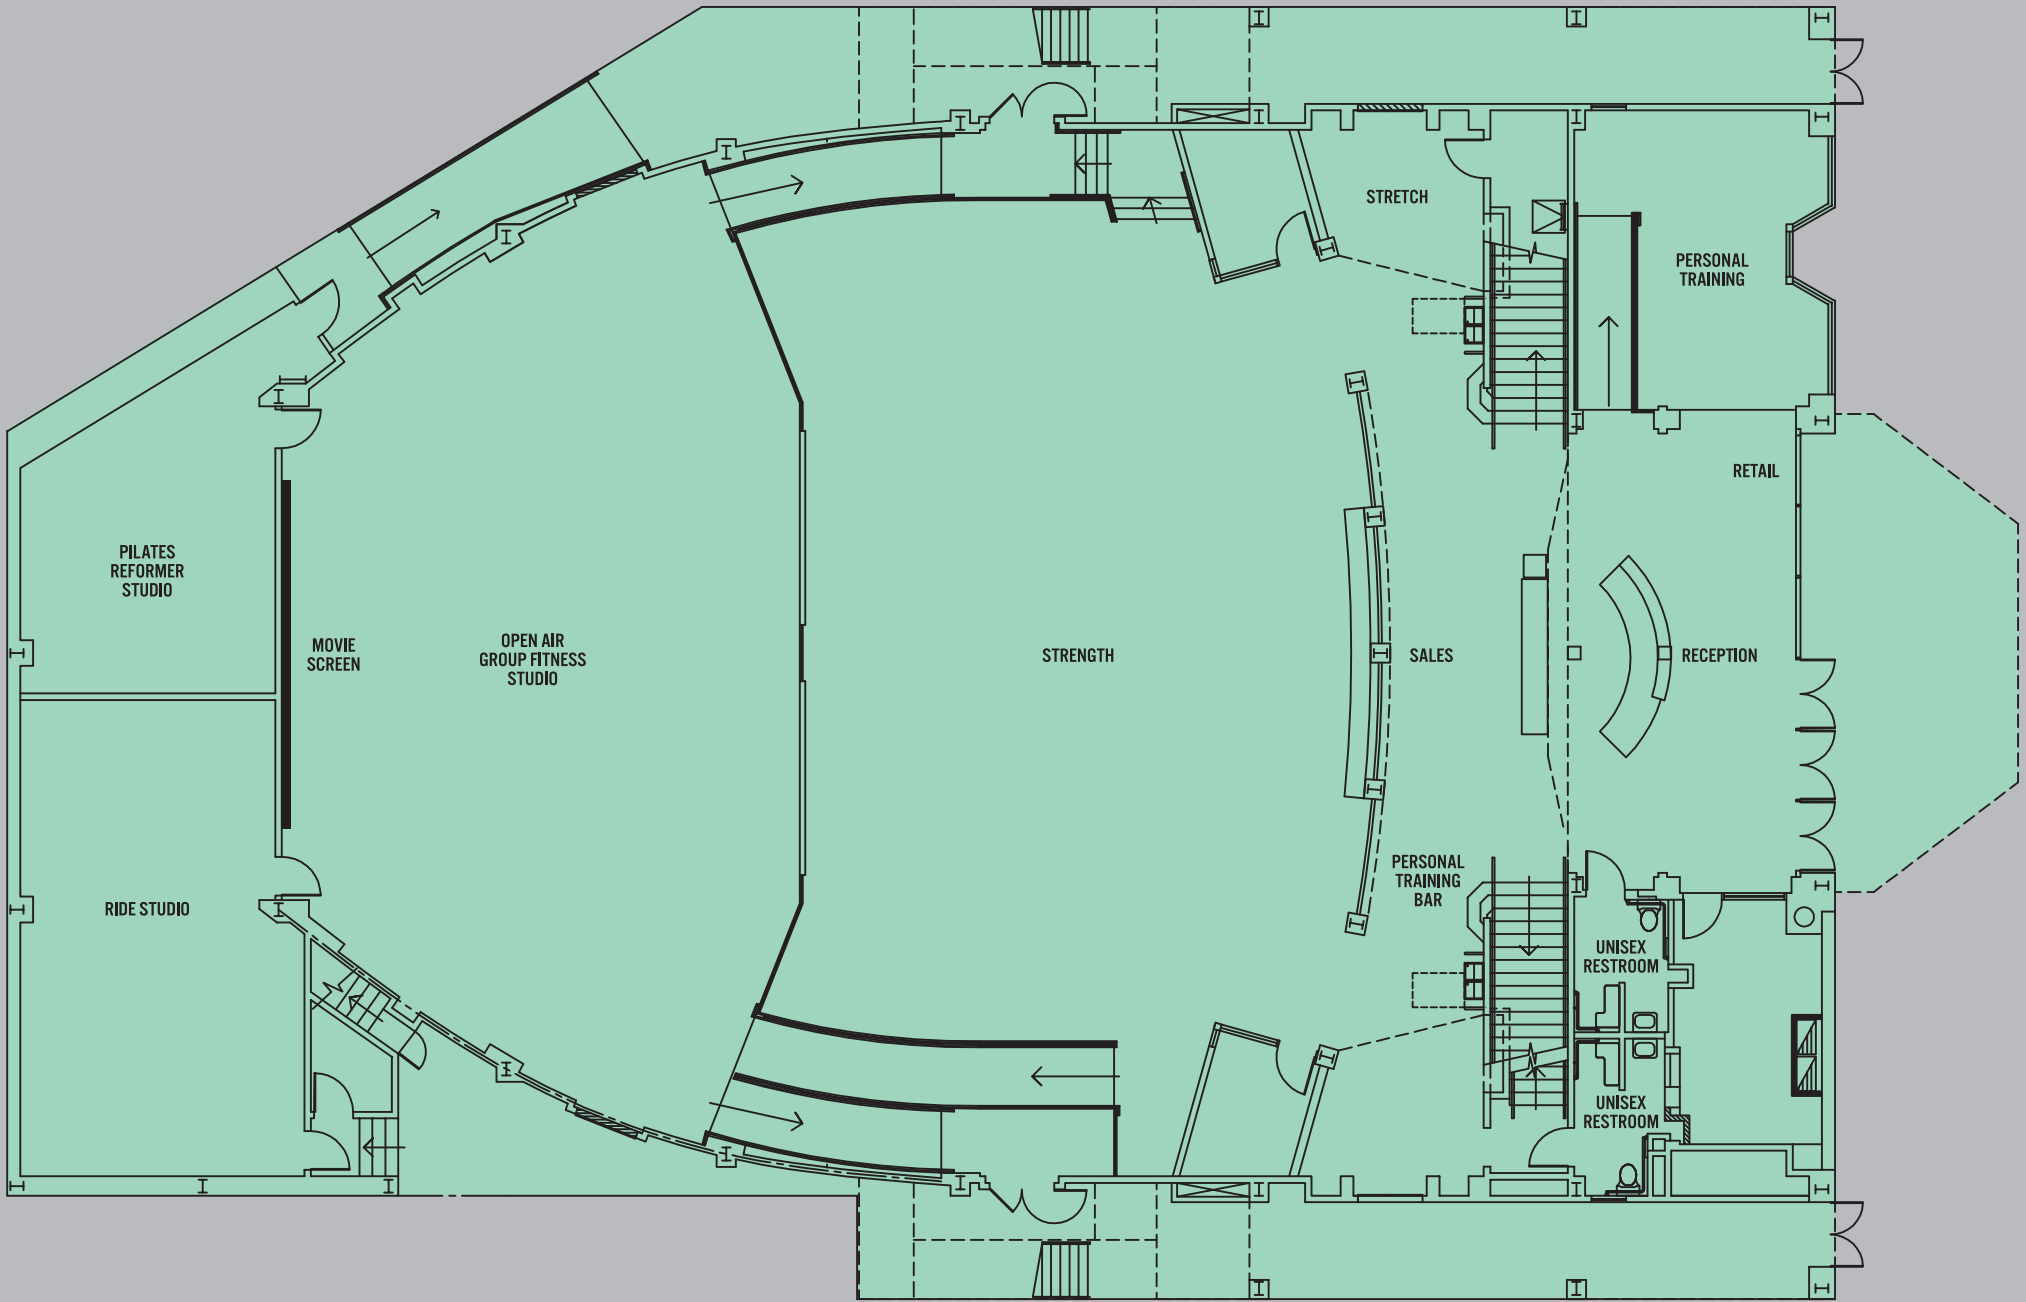 STRETCH
PERSONAL
TRAINING
RETAIL
PILATES
REFORMER
STUDIO
MOVIE
SCREEN
OPEN AIR
GROUP FITNESS
STUDIO
STRENGTH
SALES
RECEPTION
PERSONAL
TRAINING
BAR
RIDE STUDIO
UNISEX
RESTROOM
UNISEX
RESTROOM